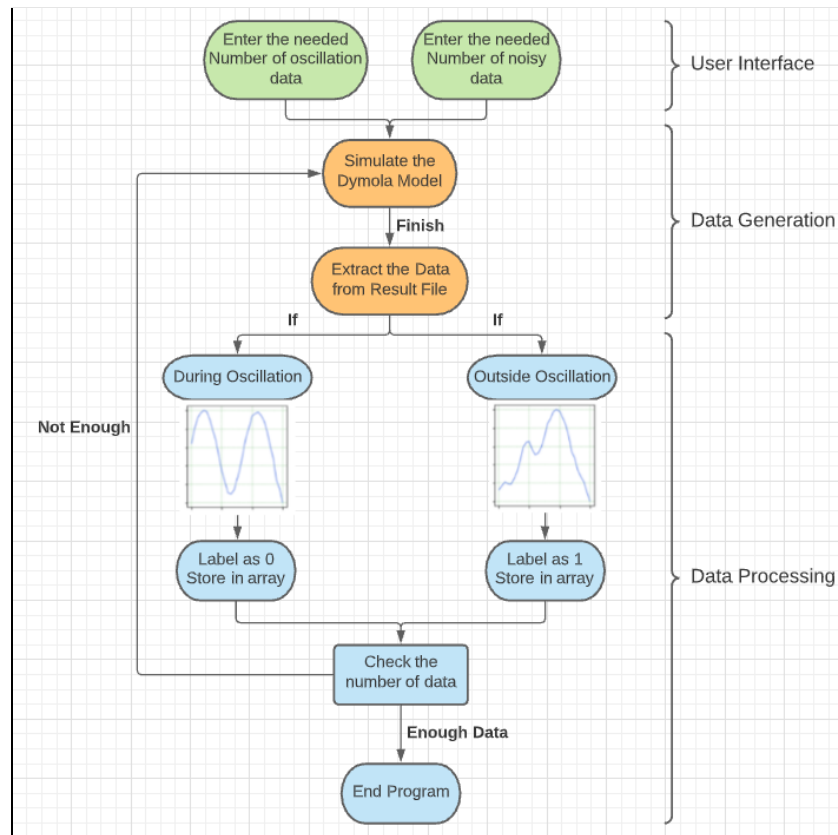 Enter the needed
Number of oscillation
data
Enter the needed
Number of noisy
data
User Interface
Simulate the
Dymola Model
Data Generation
Finish
Extract the Data
from Result File
If
If
During Oscillation
Outside Oscillation
Not Enough
Label as 0
Store in array
Label as 1
Store in array
Data Processing
Check the
number of data
Enough Data
End Program